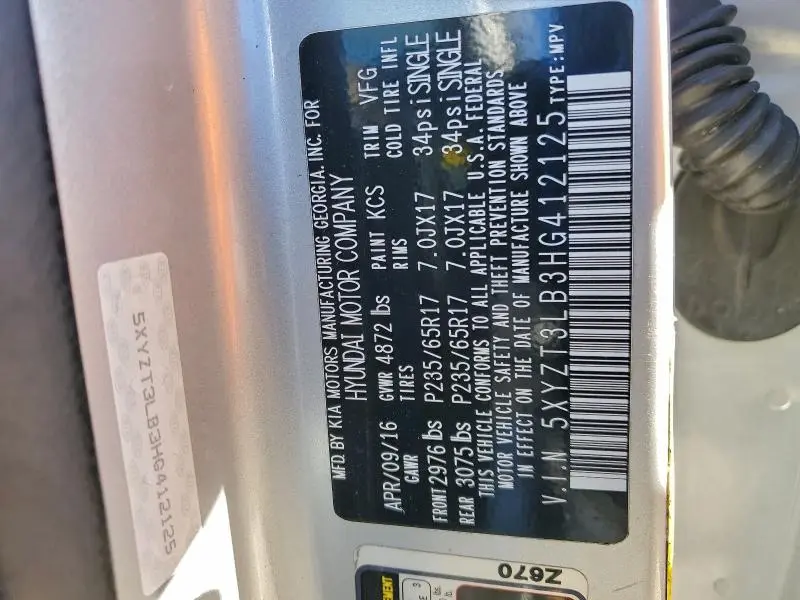 MFD. BY KIA MOTORS MANUFACTURING GEORGIA. INC. FOR
HYUNDAI MOTOR COMPANY
APR/09/16 GVWR 4872 lbs PAINT KCS TRIM VFG
GAWR TIRES RIMS COLD TIRE INFL
FRONT 2976 lbs P235/65R17 7.0JX17 34psi SINGLE
REAR 3075 lbs P235/65R17 7.0JX17 34psi SINGLE
THIS VEHICLE CONFORMS TO ALL APPLICABLE U.S.A. FEDERAL
MOTOR VEHICLE SAFETY AND THEFT PREVENTION STANDARDS
IN EFFECT ON THE DATE OF MANUFACTURE SHOWN ABOVE
V.I.N 5XYZT3LB3HG412125 TYPE:MPV
5XYZT3LB3HG412125
Z670